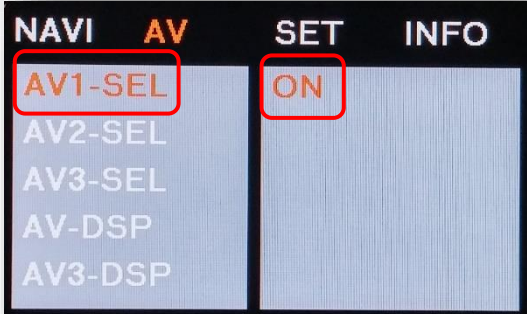 NAVI AV SET INFO
AV1-SEL ON
AV2-SEL
AV3-SEL
AV-DSP
AV3-DSP